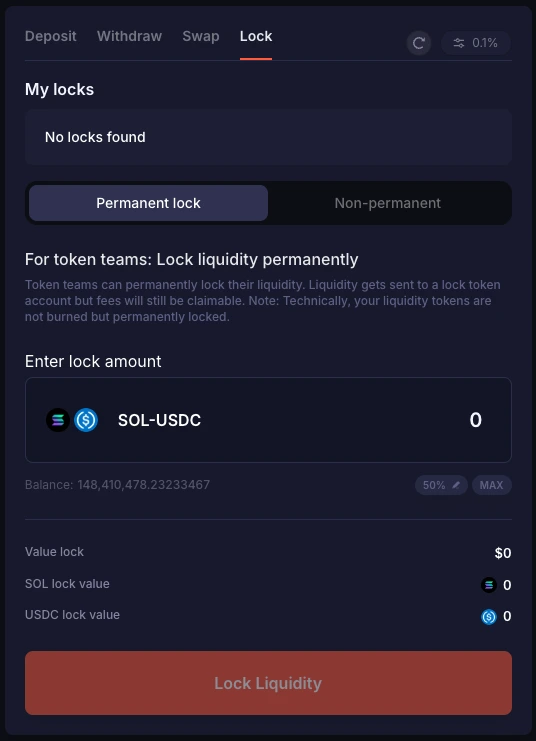 Deposit Withdraw Swap Lock 0.1%
My locks
No locks found
Permanent lock Non-permanent
For token teams: Lock liquidity permanently
Token teams can permanently lock their liquidity. Liquidity gets sent to a lock token
account but fees will still be claimable. Note: Technically, your liquidity tokens are
not burned but permanently locked.
Enter lock amount
SOL-USDC 0
Balance: 148,410,478.23233467 50% MAX
Value lock $0
SOL lock value 0
USDC lock value 0
Lock Liquidity